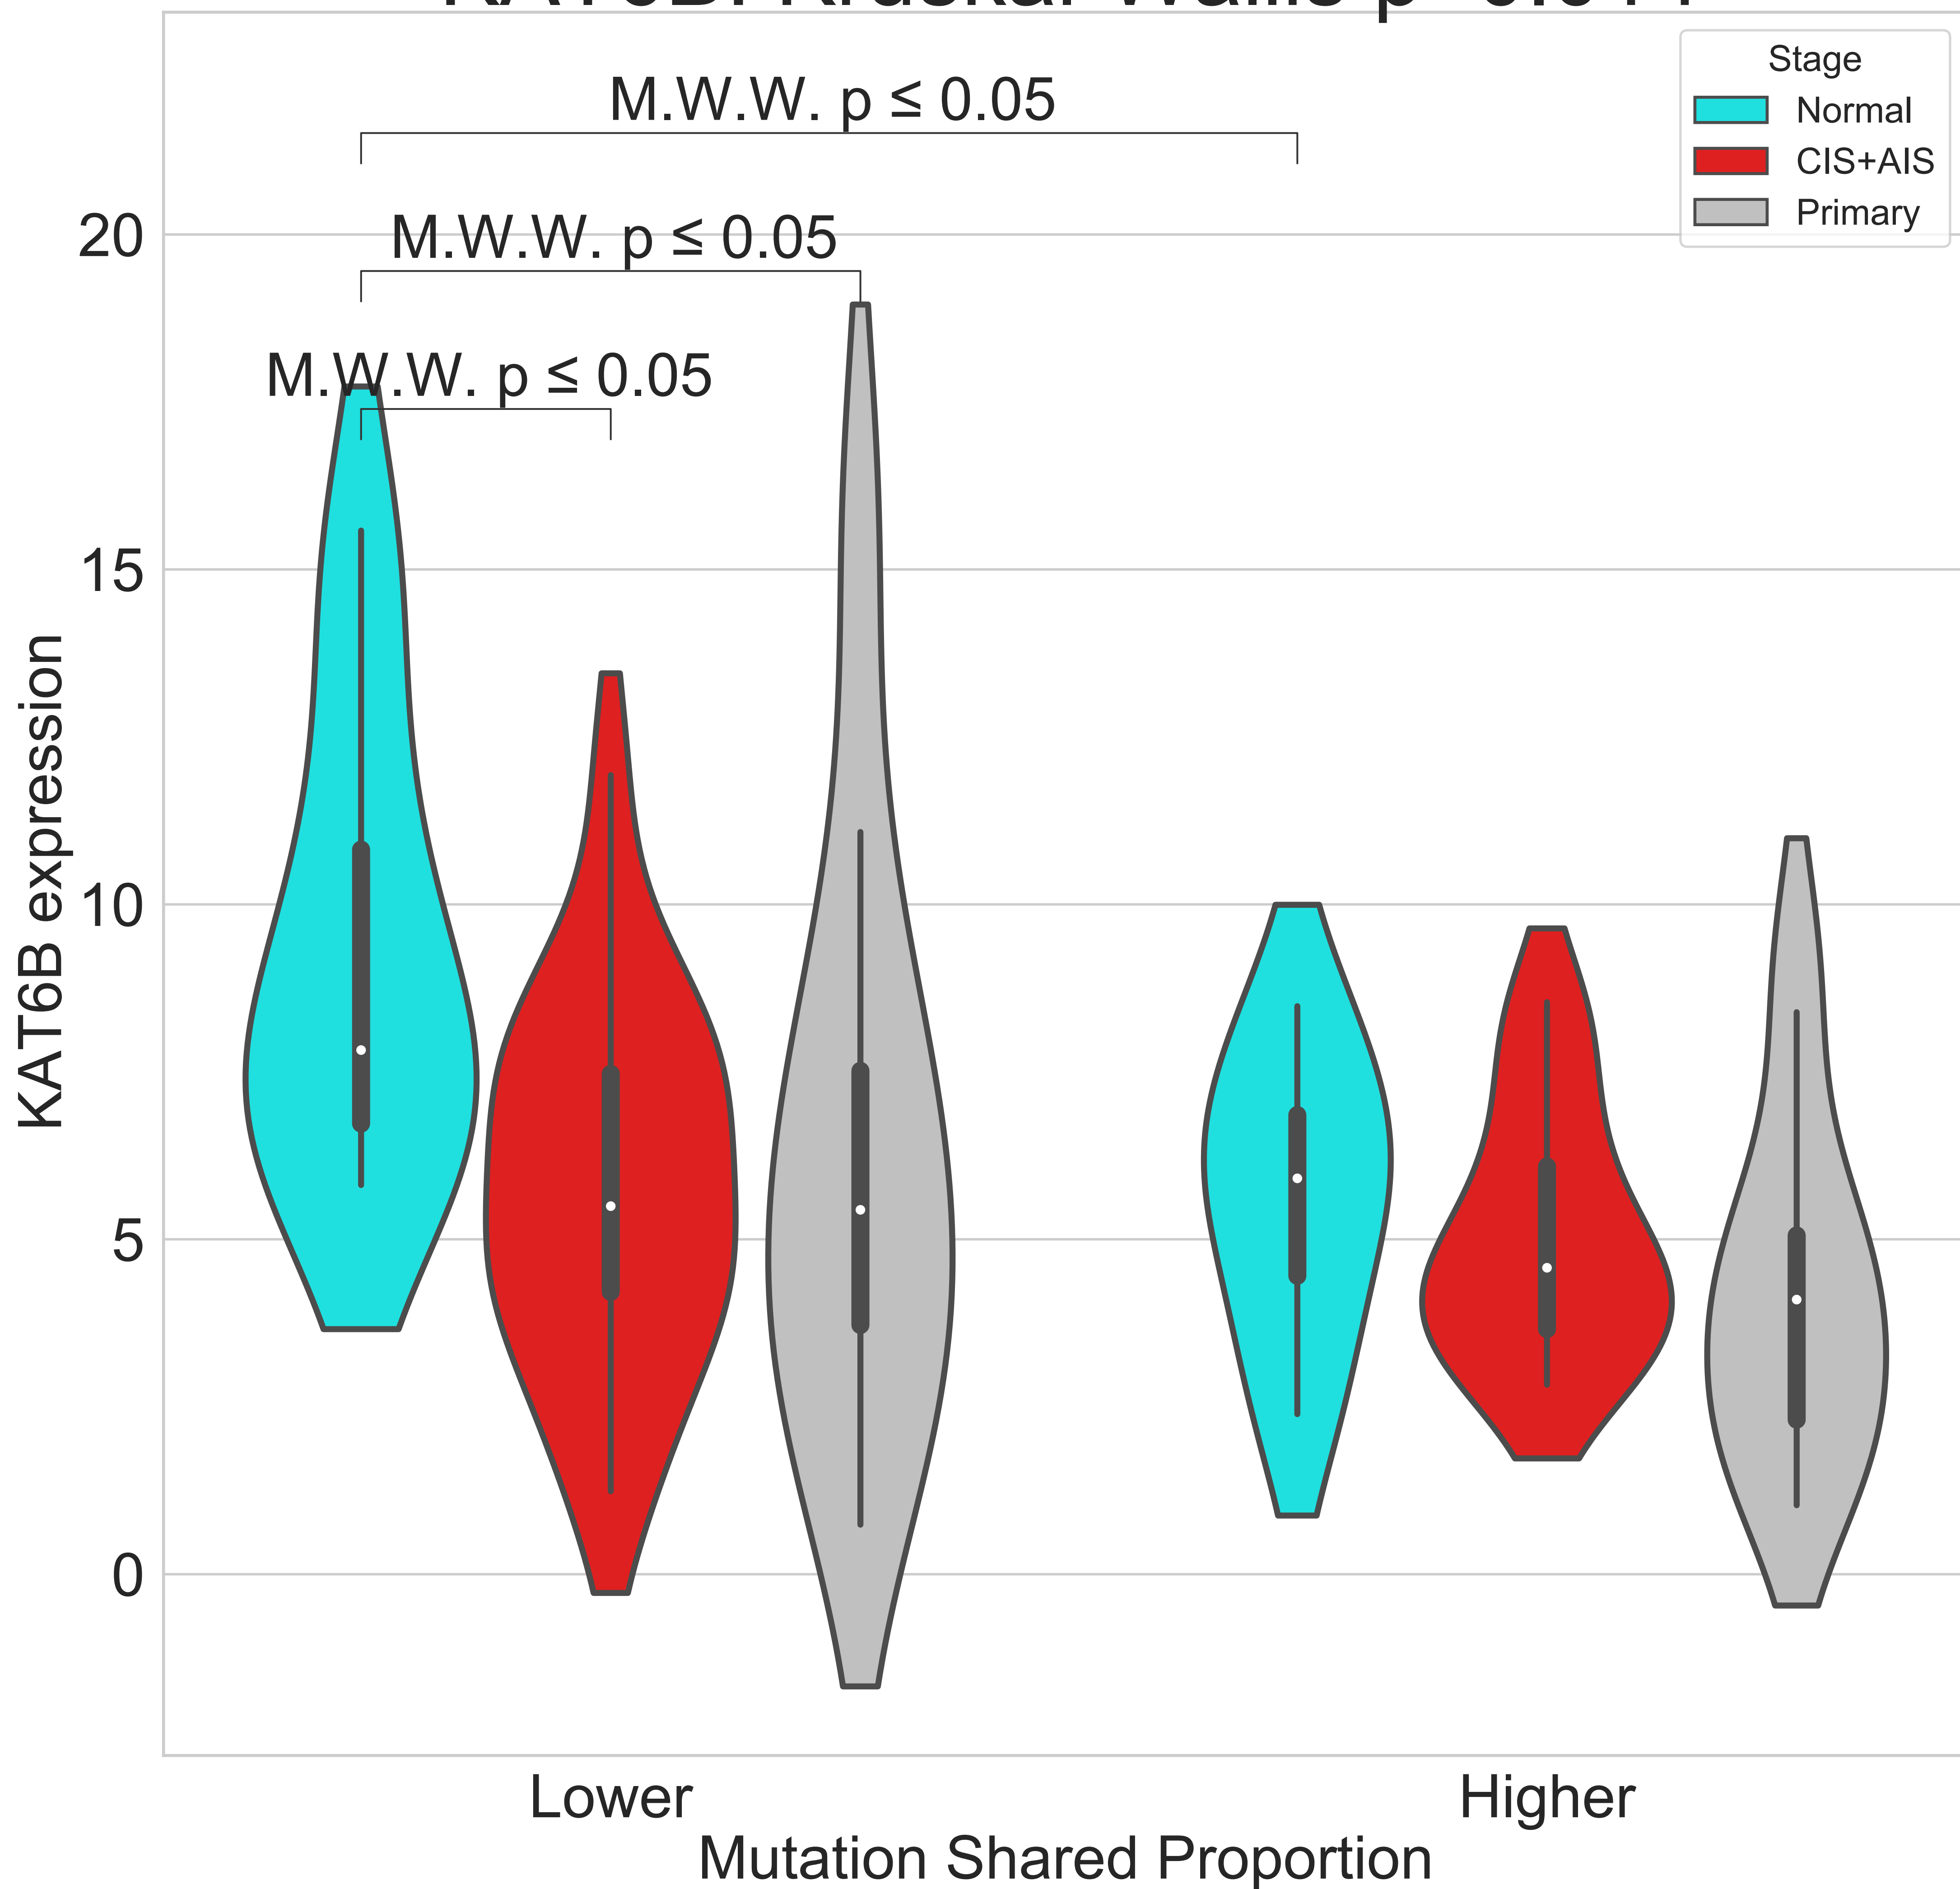 Stage
Normal
CIS+AIS
Primary
M.W.W. p ≤ 0.05
M.W.W. p ≤ 0.05
M.W.W. p ≤ 0.05
20
15
10
5
0
KAT6B expression
Lower
Higher
Mutation Shared Proportion